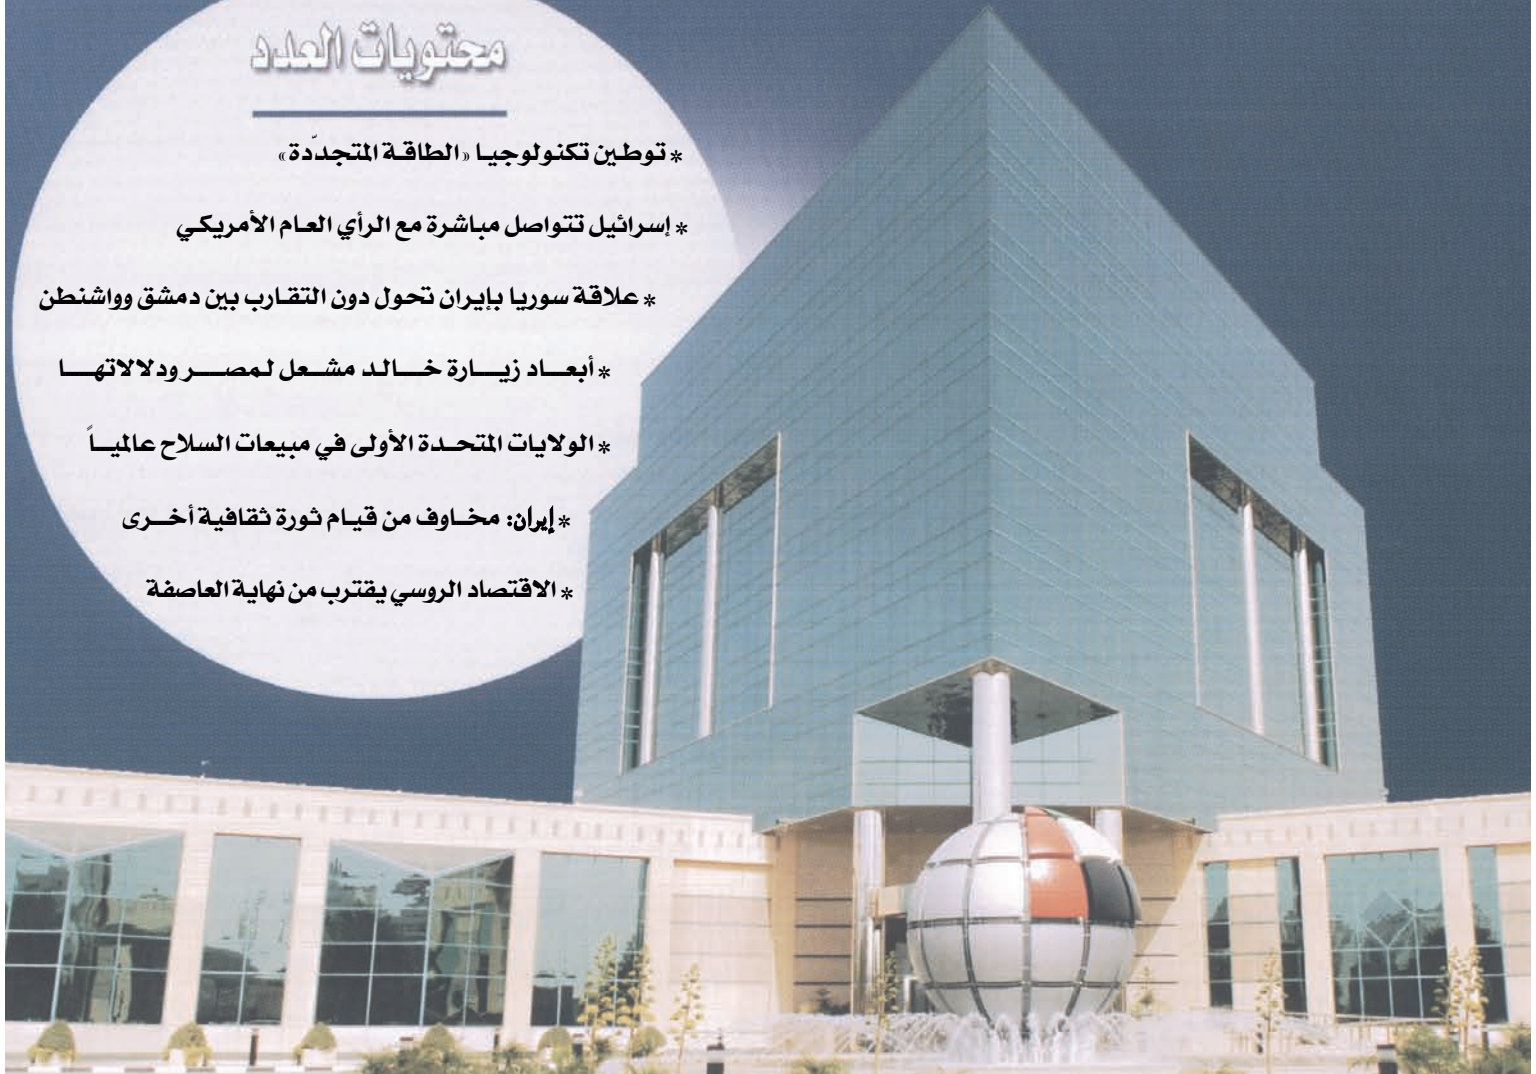 محتويات العدد
* توطين تكنولوجيا «الطاقة المتجدّدة»
* إسرائيل تتواصل مباشرة مع الرأي العام الأمريكي
* علاقة سوريا بإيران تحول دون التقارب بين دمشق وواشنطن
* أبعاد زيارة خالد مشعل لمصر ودلالاتها
* الولايات المتحدة الأولى في مبيعات السلاح عالمياً
* إيران: مخاوف من قيام ثورة ثقافية أخرى
* الاقتصاد الروسي يقترب من نهاية العاصفة